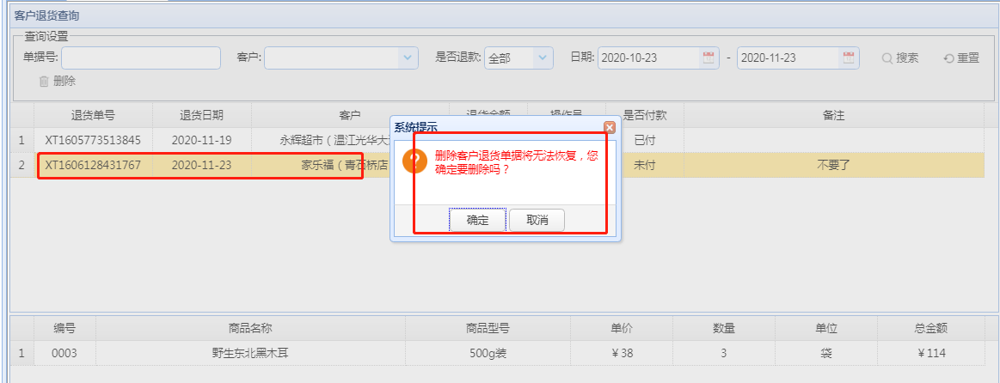 客户退货查询
查询设置
单据号: 客户: 是否退款: 全部 日期: 2020-10-23 - 2020-11-23 搜索 重置
删除
退货单号 退货日期 客户 退货金额 操作员 是否付款 备注
1 XT1605773513845 2020-11-19 永辉超市（温江光华大 已付
2 XT1606128431767 2020-11-23 家乐福（青石桥店 未付 不要了
系统提示
删除客户退货单据将无法恢复，您
确定要删除吗？
确定 取消
编号 商品名称 商品型号 单价 数量 单位 总金额
1 0003 野生东北黑木耳 500g装 ￥38 3 袋 ￥114